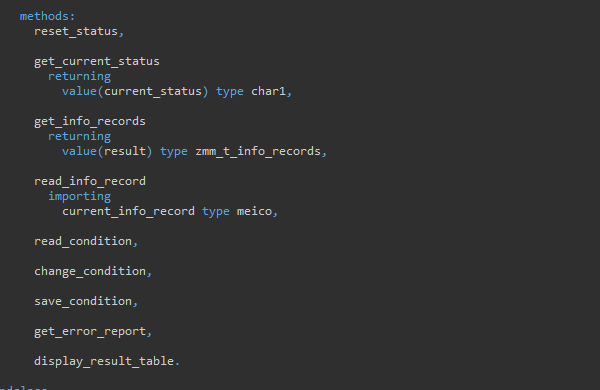 methods:
reset_status,
get_current_status
returning
value(current_status) type char1,
get_info_records
returning
value(result) type zmm_t_info_records,
read_info_record
importing
current_info_record type meico,
read_condition,
change_condition,
save_condition,
get_error_report,
display_result_table.